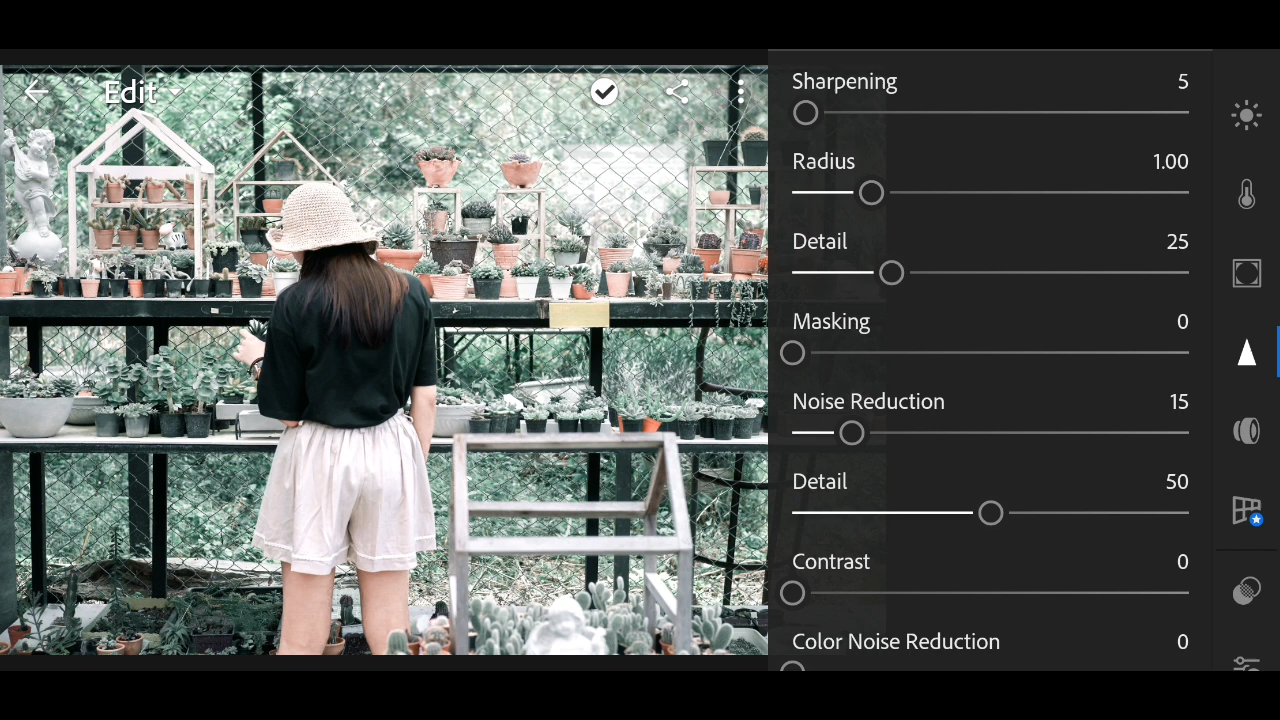 Edit
Sharpening 5
Radius 1.00
Detail 25
Masking 0
Noise Reduction 15
Detail 50
Contrast 0
Color Noise Reduction 0